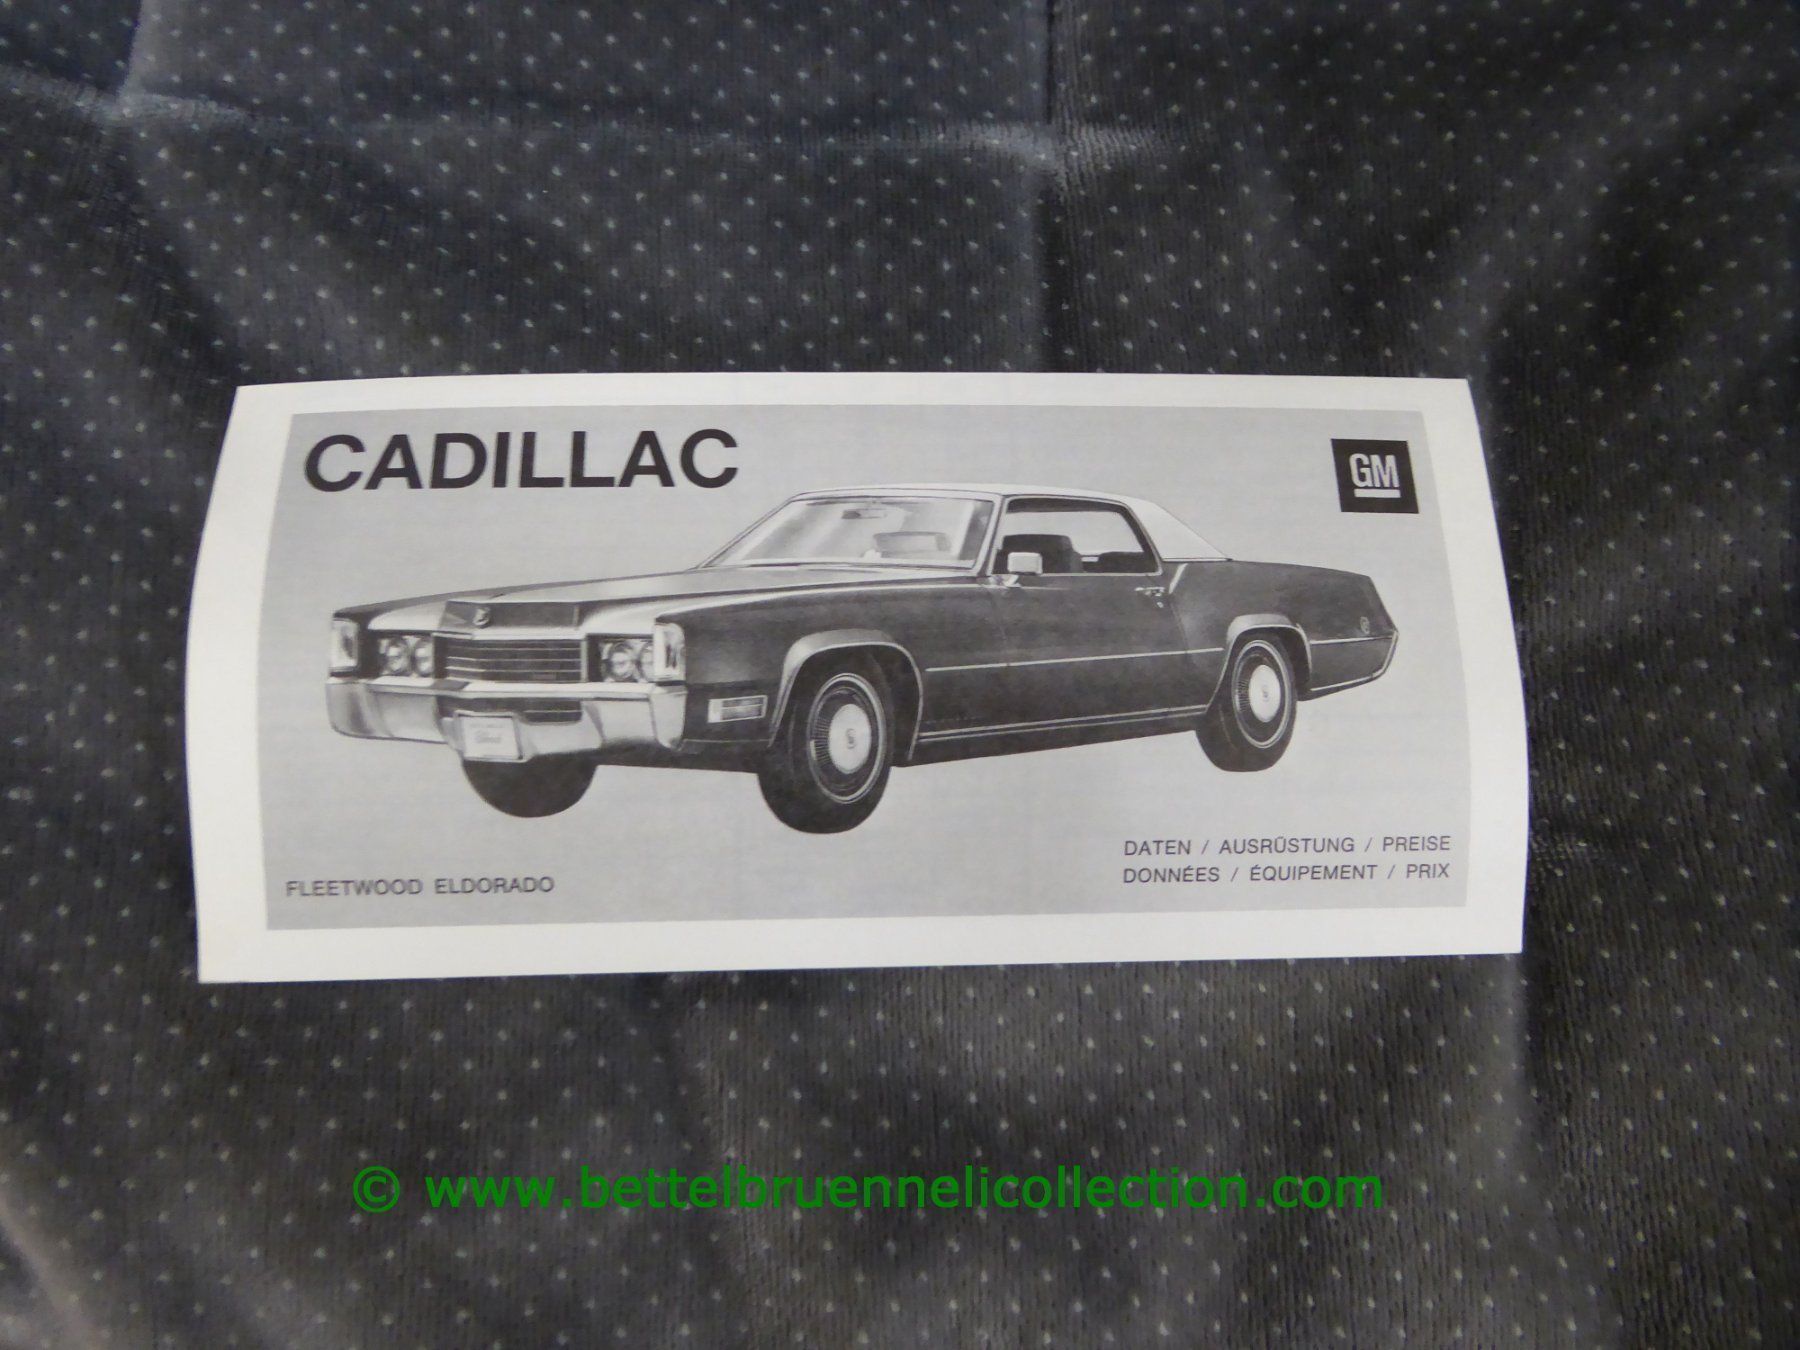 CADILLAC
GM
FLEETWOOD ELDORADO
DATEN / AUSRÜSTUNG / PREISE
DONNÉES / ÉQUIPEMENT / PRIX
© www.bettelbruennelicollection.com